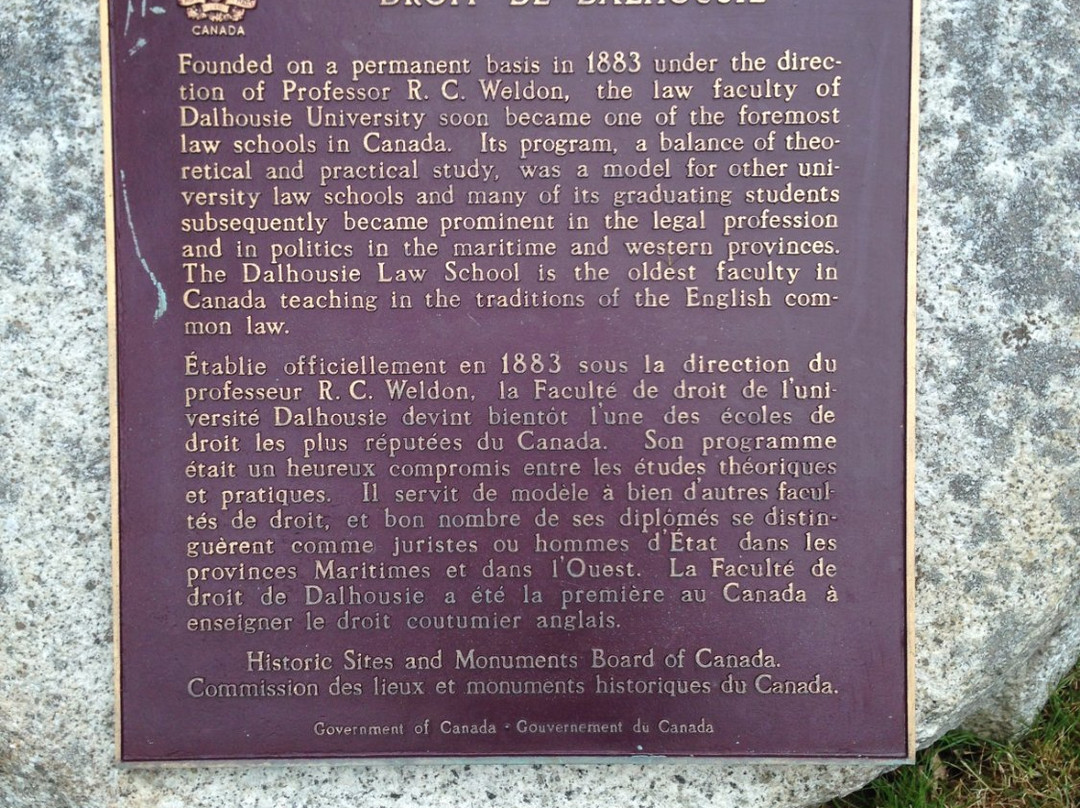 CANADA
DROIT DE DALHOUSIE
Founded on a permanent basis in 1883 under the direc-
tion of Professor R. C. Weldon, the law faculty of
Dalhousie University soon became one of the foremost
law schools in Canada. Its program, a balance of theo-
retical and practical study, was a model for other uni-
versity law schools and many of its graduating students
subsequently became prominent in the legal profession
and in politics in the maritime and western provinces.
The Dalhousie Law School is the oldest faculty in
Canada teaching in the traditions of the English com-
mon law.
Établie officiellement en 1883 sous la direction du
professeur R. C. Weldon, la Faculté de droit de l'uni-
versité Dalhousie devint bientôt l'une des écoles de
droit les plus réputées du Canada. Son programme
était un heureux compromis entre les études théoriques
et pratiques. Il servit de modèle à bien d'autres facul-
tés de droit, et bon nombre de ses diplômés se distin-
guèrent comme juristes ou hommes d'État dans les
provinces Maritimes et dans l'Ouest. La Faculté de
droit de Dalhousie a été la première au Canada à
enseigner le droit coutumier anglais.
Historic Sites and Monuments Board of Canada.
Commission des lieux et monuments historiques du Canada.
Government of Canada - Gouvernement du Canada